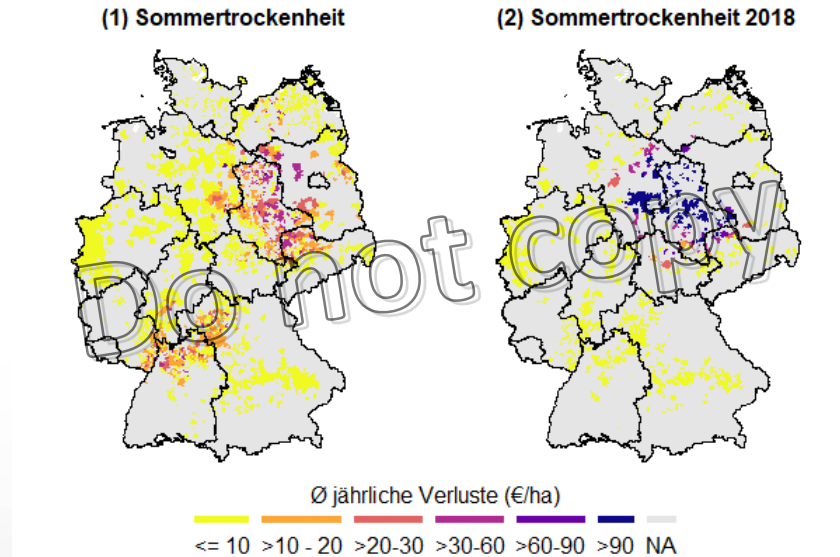 (1) Sommertrockenheit
(2) Sommertrockenheit 2018
Do not copy
Ø jährliche Verluste (€/ha)
<= 10 >10 - 20 >20-30 >30-60 >60-90 >90 NA